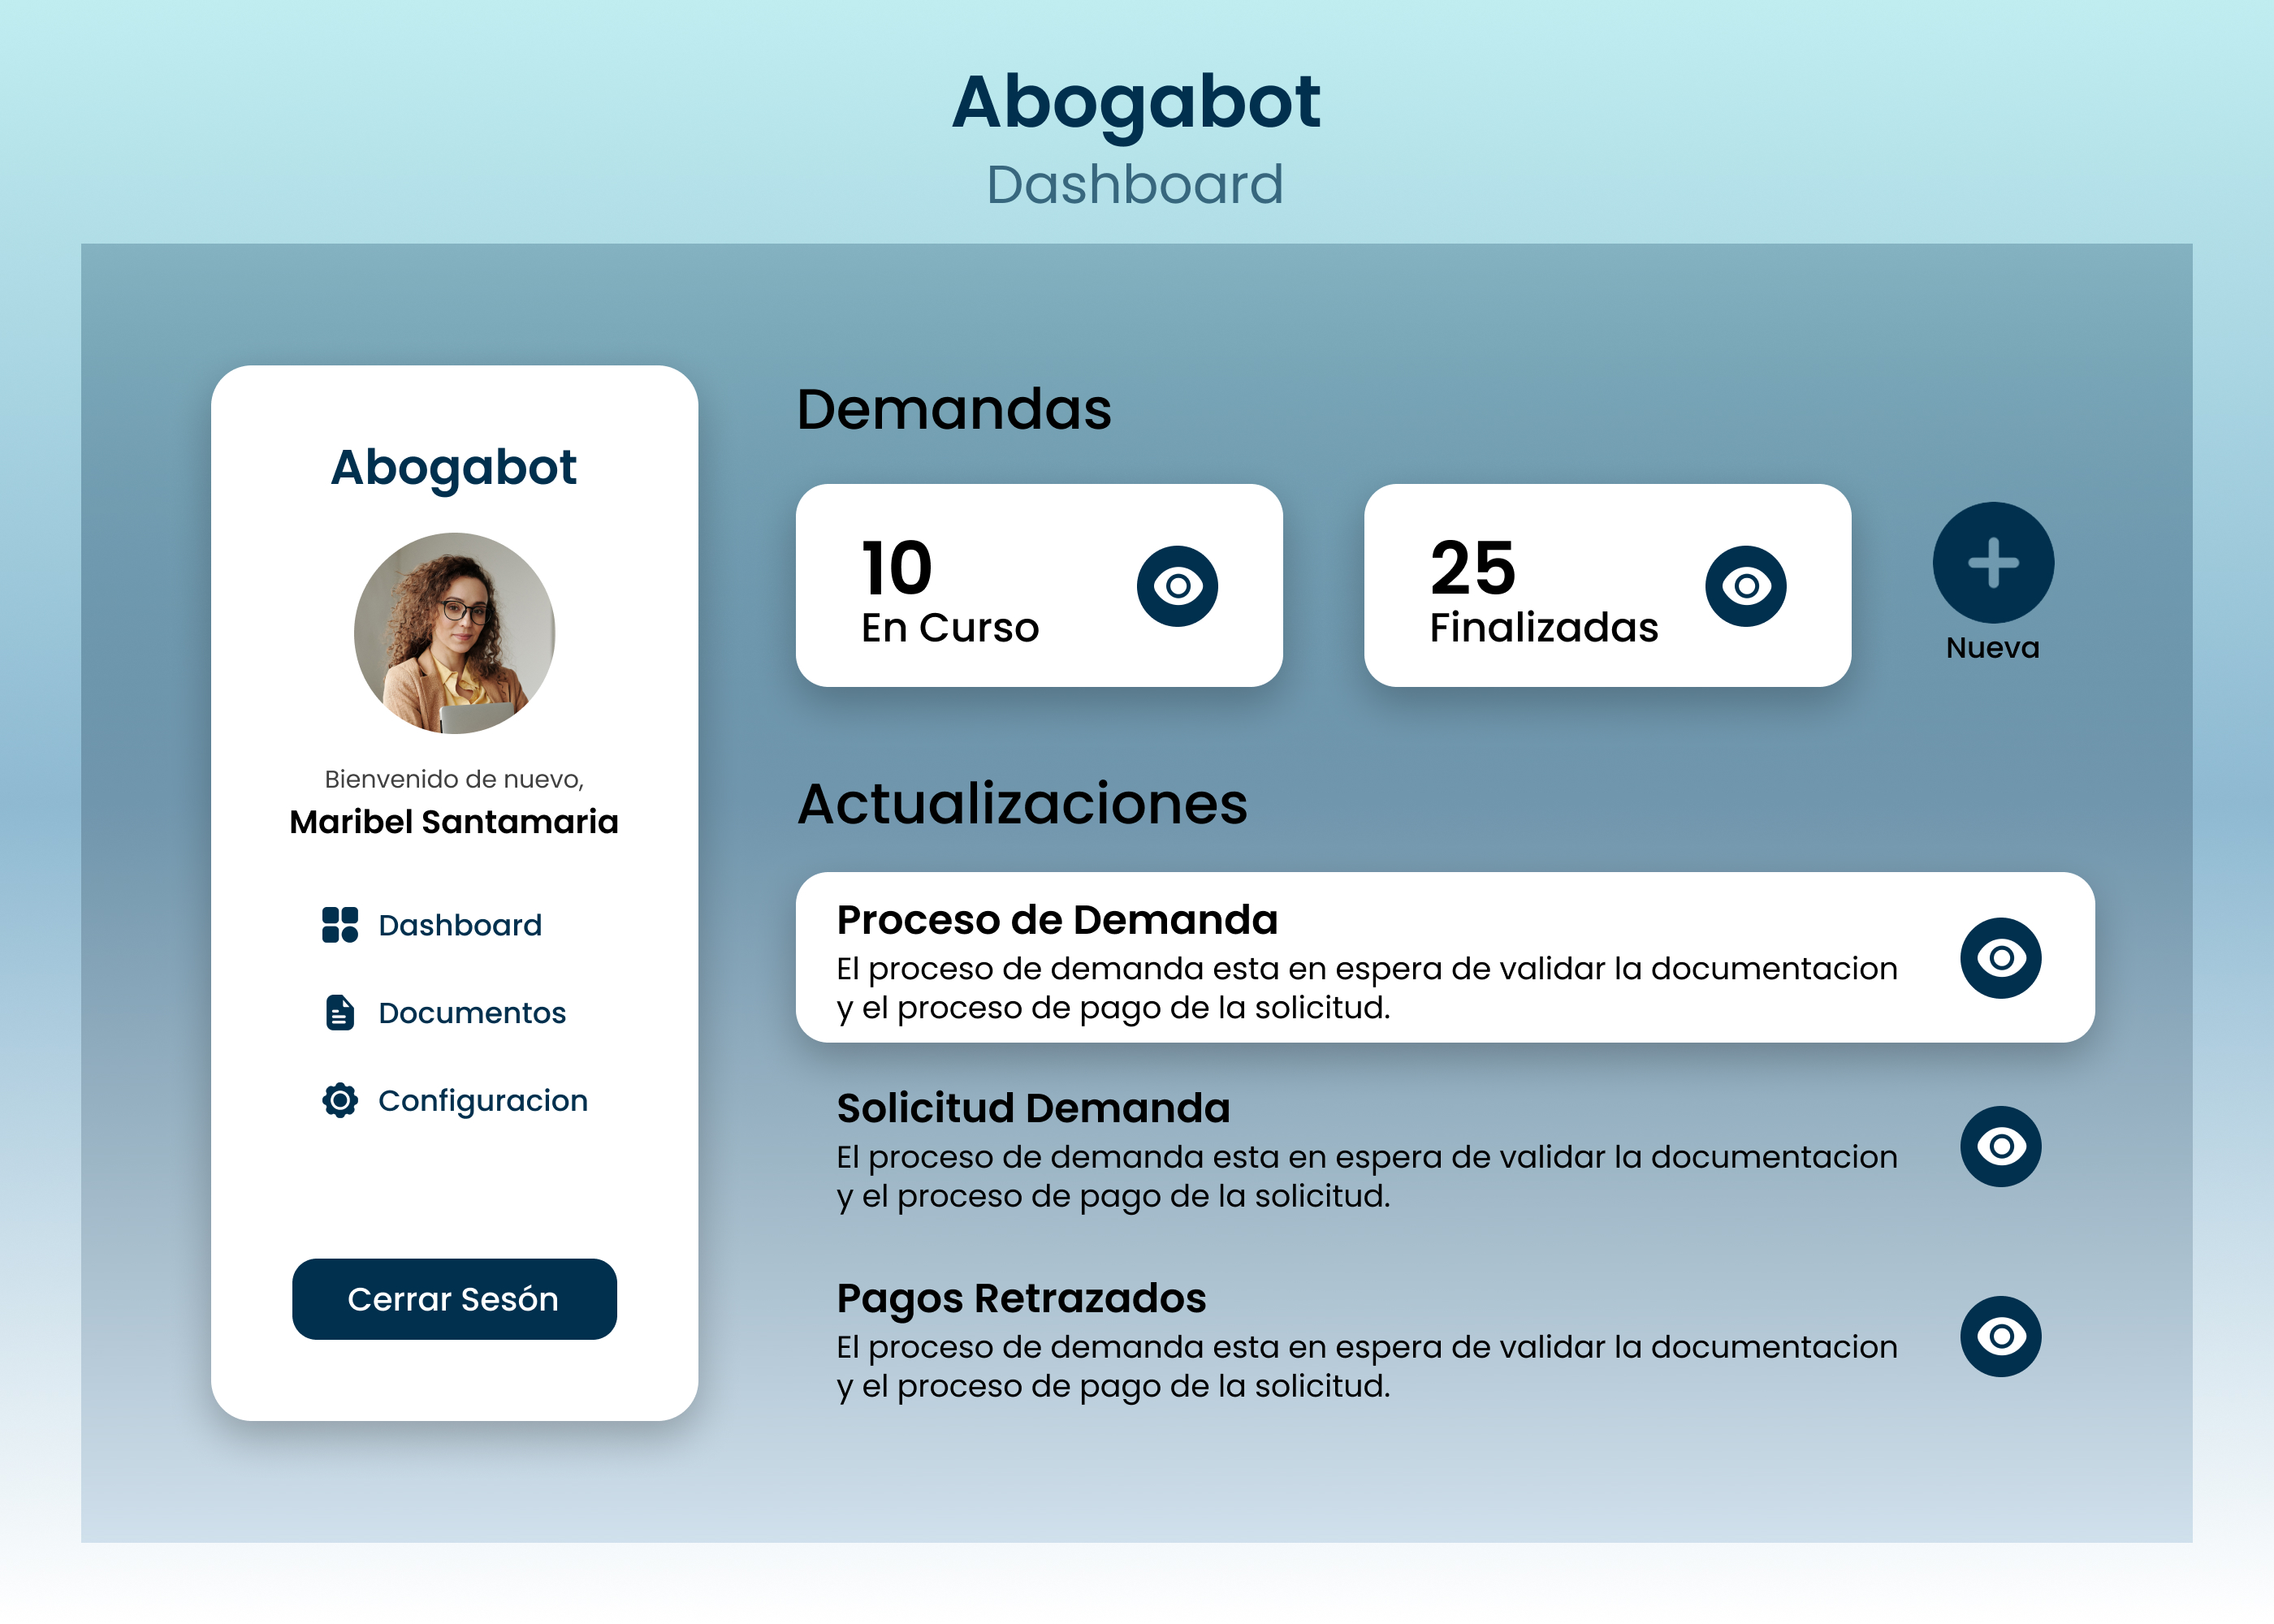 Abogabot
Dashboard
Abogabot
Bienvenido de nuevo,
Maribel Santamaria
Dashboard
Documentos
Configuracion
Cerrar Sesón
Demandas
10
En Curso
25
Finalizadas
Nueva
Actualizaciones
Proceso de Demanda
El proceso de demanda esta en espera de validar la documentacion
y el proceso de pago de la solicitud.
Solicitud Demanda
El proceso de demanda esta en espera de validar la documentacion
y el proceso de pago de la solicitud.
Pagos Retrazados
El proceso de demanda esta en espera de validar la documentacion
y el proceso de pago de la solicitud.